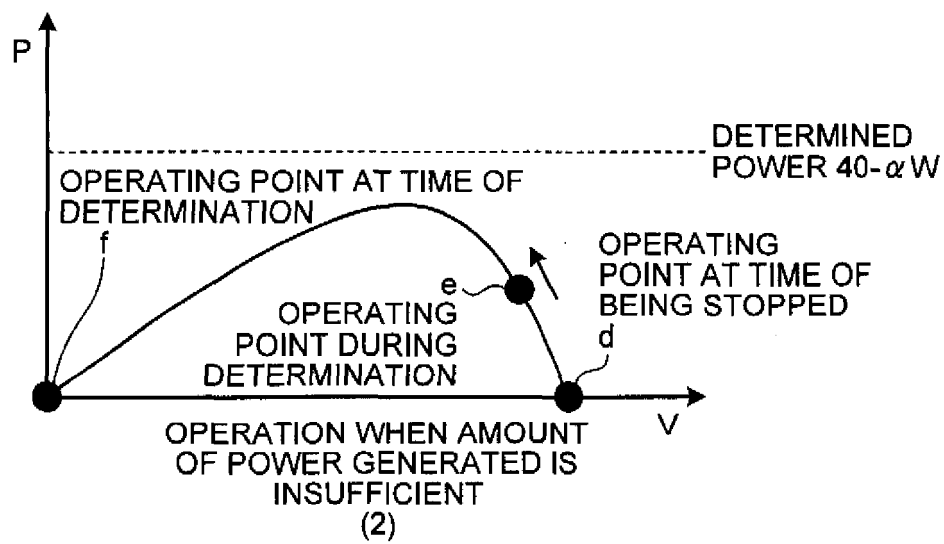 P
DETERMINED
POWER 40-αW
OPERATING POINT AT TIME OF
DETERMINATION
f
OPERATING
POINT AT TIME OF
BEING STOPPED
d
e
OPERATING
POINT DURING
DETERMINATION
V
OPERATION WHEN AMOUNT
OF POWER GENERATED IS
INSUFFICIENT
(2)